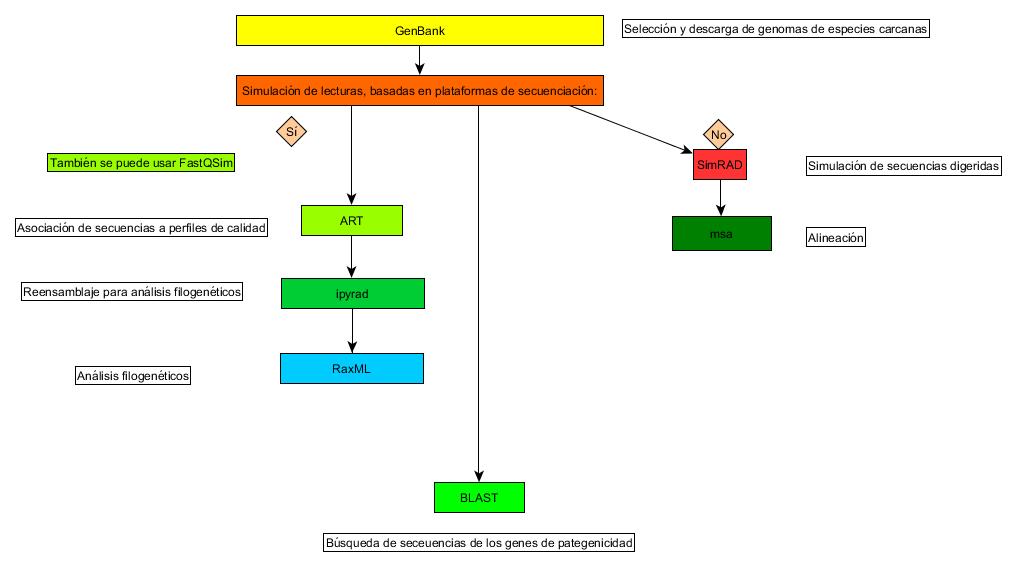 GenBank
Selección y descarga de genomas de especies carcanas
Simulación de lecturas, basadas en plataformas de secuenciación:
Sí
No
También se puede usar FastQSim
SimRAD
Simulación de secuencias digeridas
ART
Asociación de secuencias a perfiles de calidad
msa
Alineación
Reensamblaje para análisis filogenéticos
ipyrad
RaxML
Análisis filogenéticos
BLAST
Búsqueda de seceuencias de los genes de pategenicidad